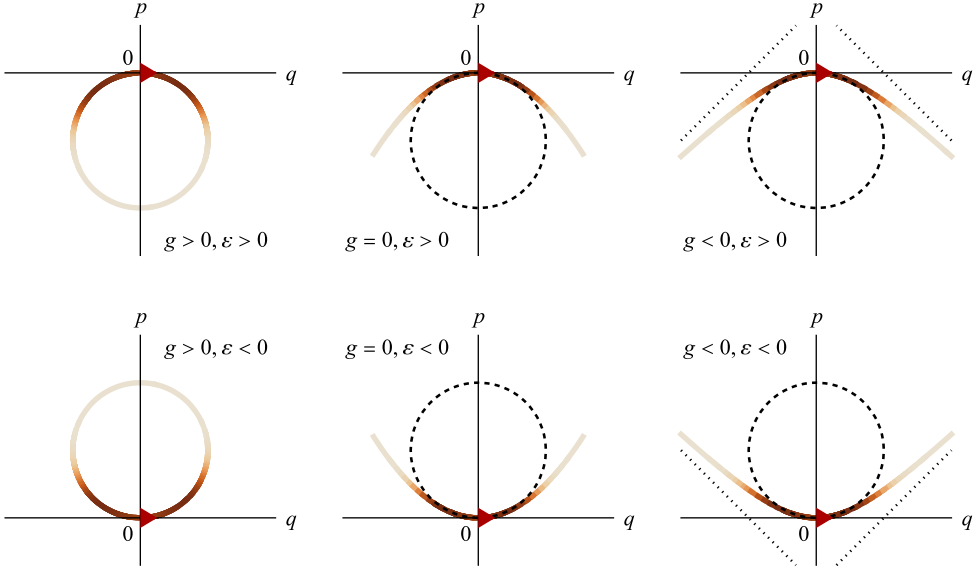 p p p
0 0 0
q q q
g > 0, ε > 0 g = 0, ε > 0 g < 0, ε > 0
p p p
g > 0, ε < 0 g = 0, ε < 0 g < 0, ε < 0
q q q
0 0 0